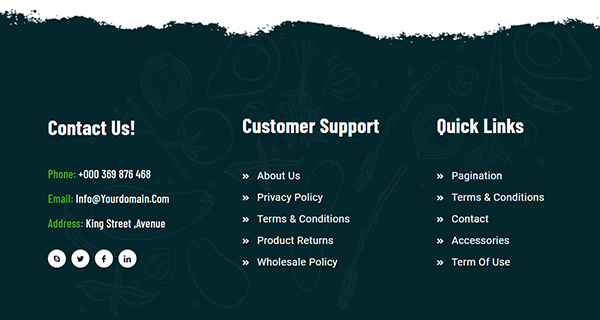 Contact Us!
Phone: +000 369 876 468
Email: Info@Yourdomain.Com
Address: King Street ,Avenue
Customer Support
About Us
Privacy Policy
Terms & Conditions
Product Returns
Wholesale Policy
Quick Links
Pagination
Terms & Conditions
Contact
Accessories
Term Of Use